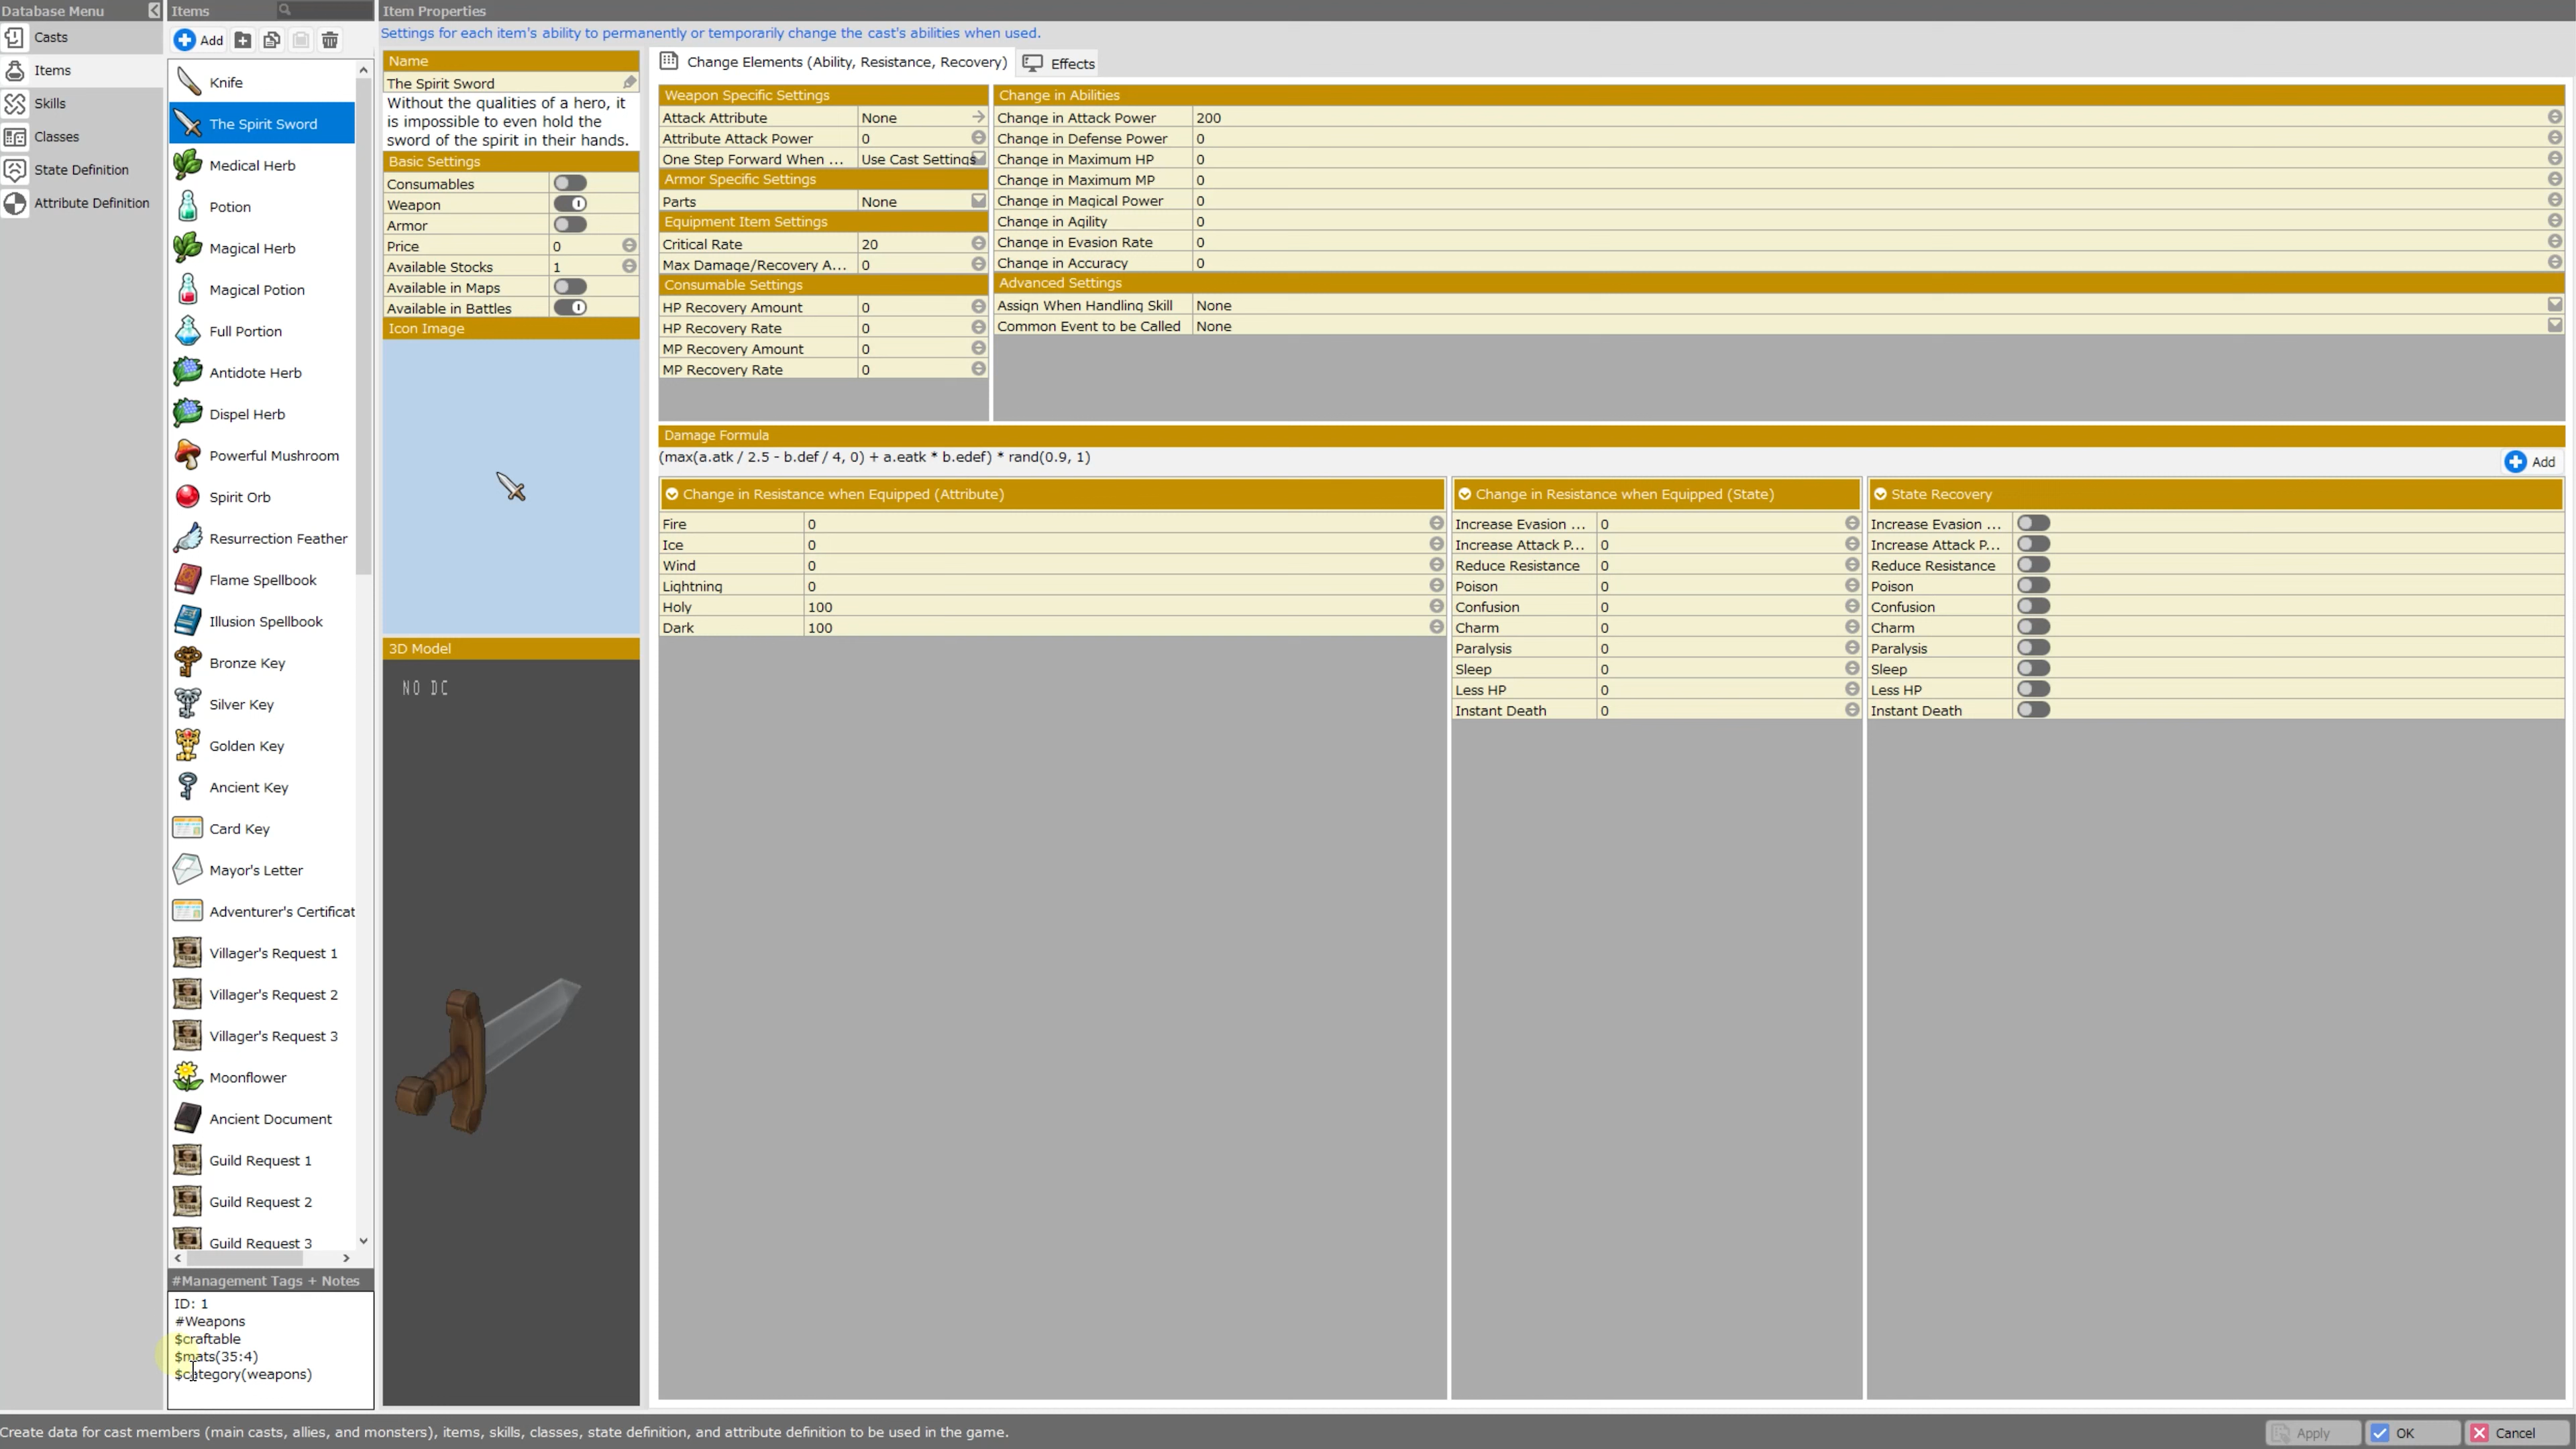 Database Menu
Casts
Items
Skills
Classes
State Definition
Attribute Definition
Items
Add
Knife
The Spirit Sword
Medical Herb
Potion
Magical Herb
Magical Potion
Full Portion
Antidote Herb
Dispel Herb
Powerful Mushroom
Spirit Orb
Resurrection Feather
Flame Spellbook
Illusion Spellbook
Bronze Key
Silver Key
Golden Key
Ancient Key
Card Key
Mayor's Letter
Adventurer's Certificat
Villager's Request 1
Villager's Request 2
Villager's Request 3
Moonflower
Ancient Document
Guild Request 1
Guild Request 2
Guild Request 3
#Management Tags + Notes
ID: 1
#Weapons
$craftable
$mats(35:4)
$category(weapons)
Item Properties
Settings for each item's ability to permanently or temporarily change the cast's abilities when used.
Name
The Spirit Sword
Without the qualities of a hero, it
is impossible to even hold the
sword of the spirit in their hands.
Basic Settings
Consumables
Weapon
Armor
Price 0
Available Stocks 1
Available in Maps
Available in Battles
Icon Image
3D Model
NO DC
Change Elements (Ability, Resistance, Recovery)
Effects
Weapon Specific Settings
Attack Attribute None
Attribute Attack Power 0
One Step Forward When ... Use Cast Settings
Armor Specific Settings
Parts None
Equipment Item Settings
Critical Rate 20
Max Damage/Recovery A... 0
Consumable Settings
HP Recovery Amount 0
HP Recovery Rate 0
MP Recovery Amount 0
MP Recovery Rate 0
Change in Abilities
Change in Attack Power 200
Change in Defense Power 0
Change in Maximum HP 0
Change in Maximum MP 0
Change in Magical Power 0
Change in Agility 0
Change in Evasion Rate 0
Change in Accuracy 0
Advanced Settings
Assign When Handling Skill None
Common Event to be Called None
Damage Formula
(max(a.atk / 2.5 - b.def / 4, 0) + a.eatk * b.edef) * rand(0.9, 1)
Add
Change in Resistance when Equipped (Attribute)
Fire 0
Ice 0
Wind 0
Lightning 0
Holy 100
Dark 100
Change in Resistance when Equipped (State)
Increase Evasion ... 0
Increase Attack P... 0
Reduce Resistance 0
Poison 0
Confusion 0
Charm 0
Paralysis 0
Sleep 0
Less HP 0
Instant Death 0
State Recovery
Increase Evasion ...
Increase Attack P...
Reduce Resistance
Poison
Confusion
Charm
Paralysis
Sleep
Less HP
Instant Death
Create data for cast members (main casts, allies, and monsters), items, skills, classes, state definition, and attribute definition to be used in the game.
Apply
OK
Cancel